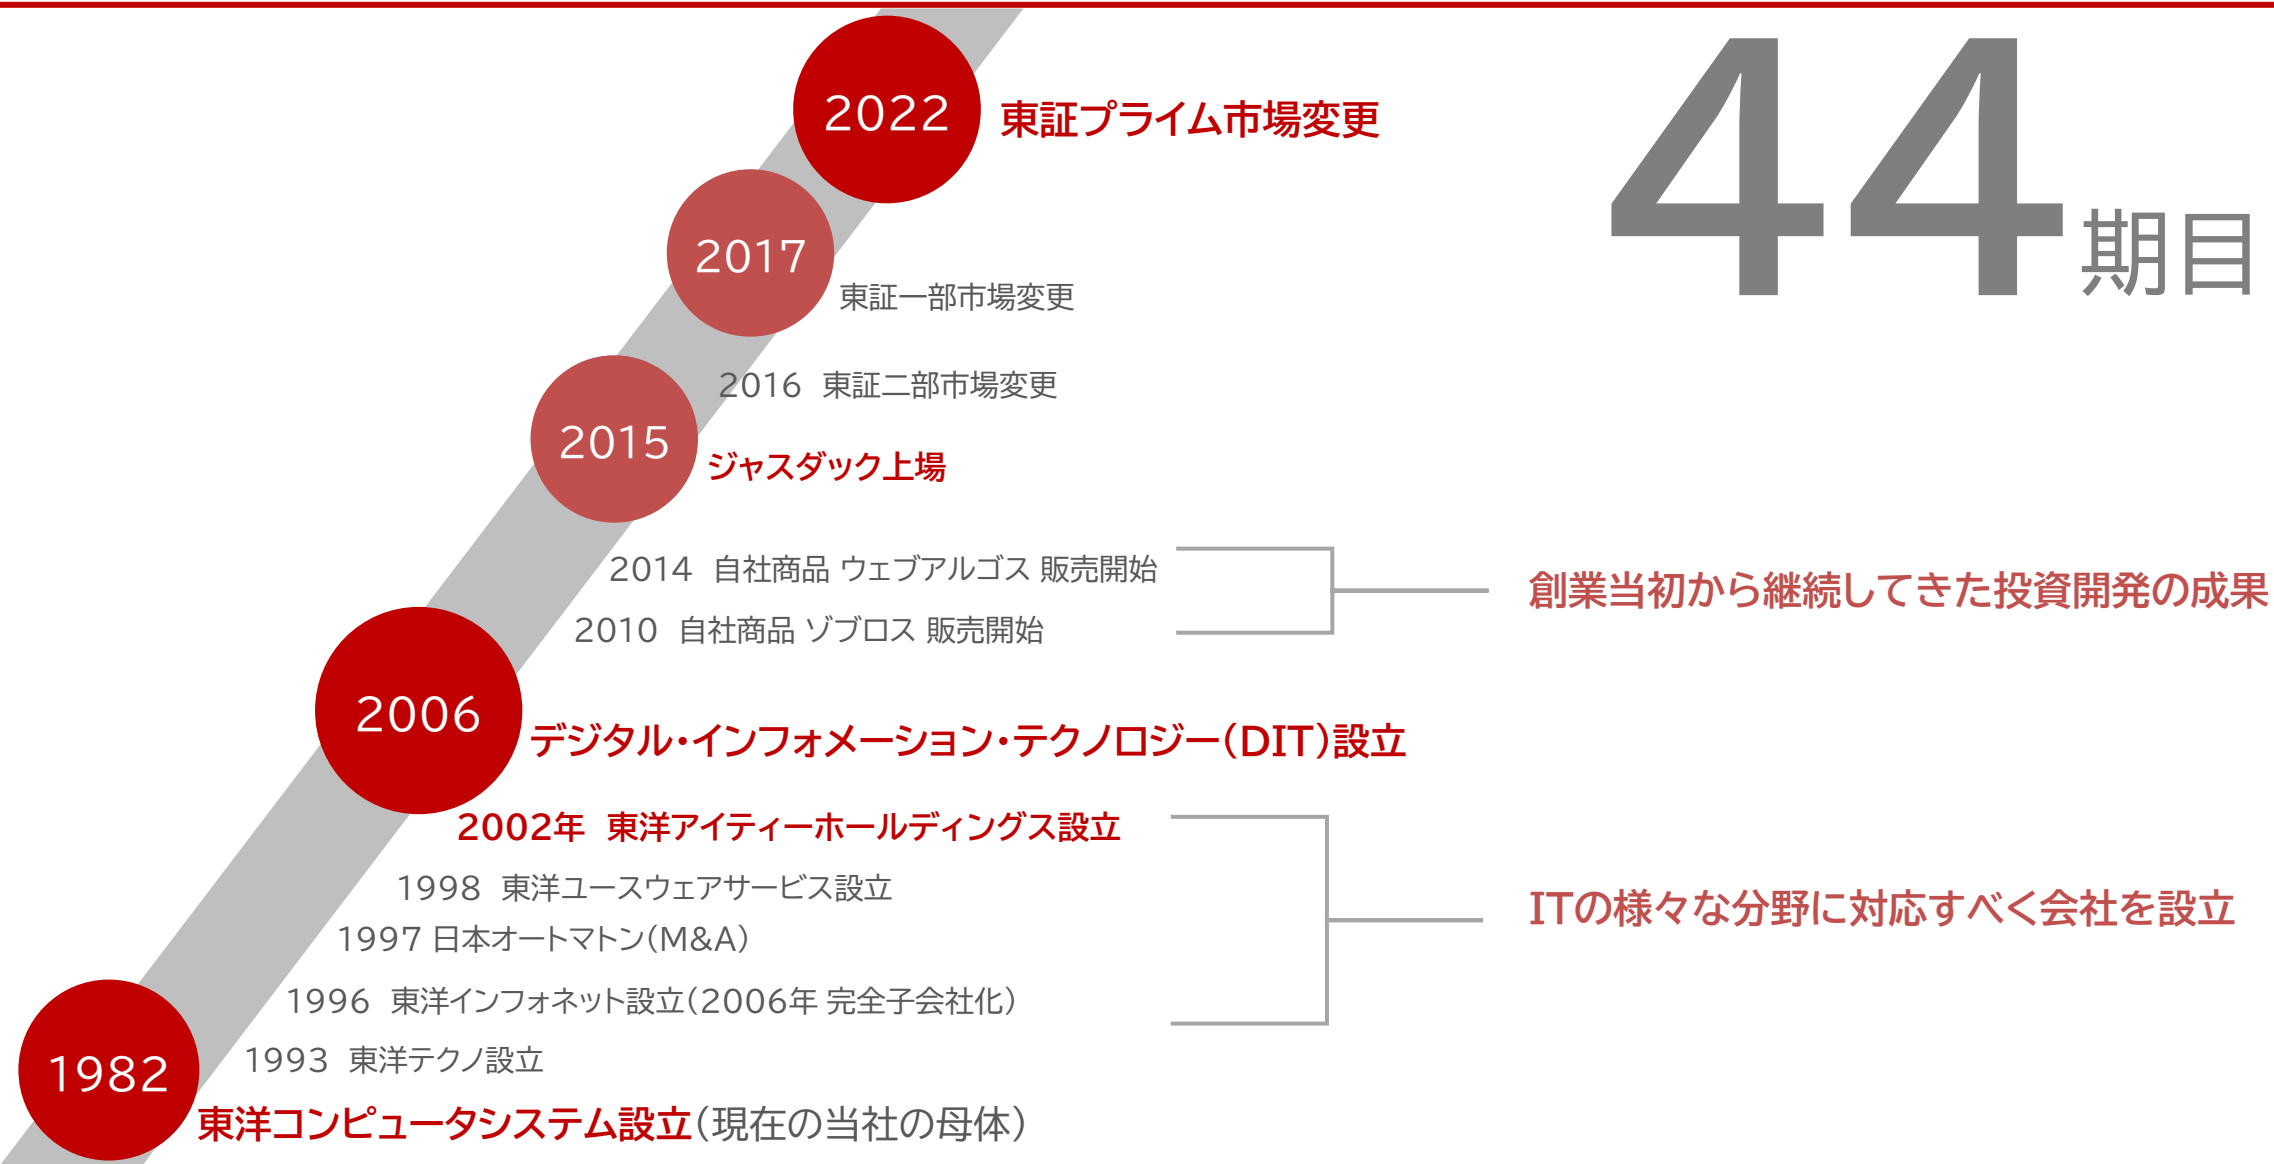 2022 東証プライム市場変更
44期目
2017 東証一部市場変更
2016 東証二部市場変更
2015 ジャスダック上場
2014 自社商品 ウェブアルゴス 販売開始
2010 自社商品 ゾブロス 販売開始
創業当初から継続してきた投資開発の成果
2006 デジタル・インフォメーション・テクノロジー(DIT)設立
2002年 東洋アイティーホールディングス設立
1998 東洋ユースウェアサービス設立
1997 日本オートマトン(M&A)
1996 東洋インフォネット設立(2006年 完全子会社化)
ITの様々な分野に対応すべく会社を設立
1993 東洋テクノ設立
1982 東洋コンピュータシステム設立(現在の当社の母体)